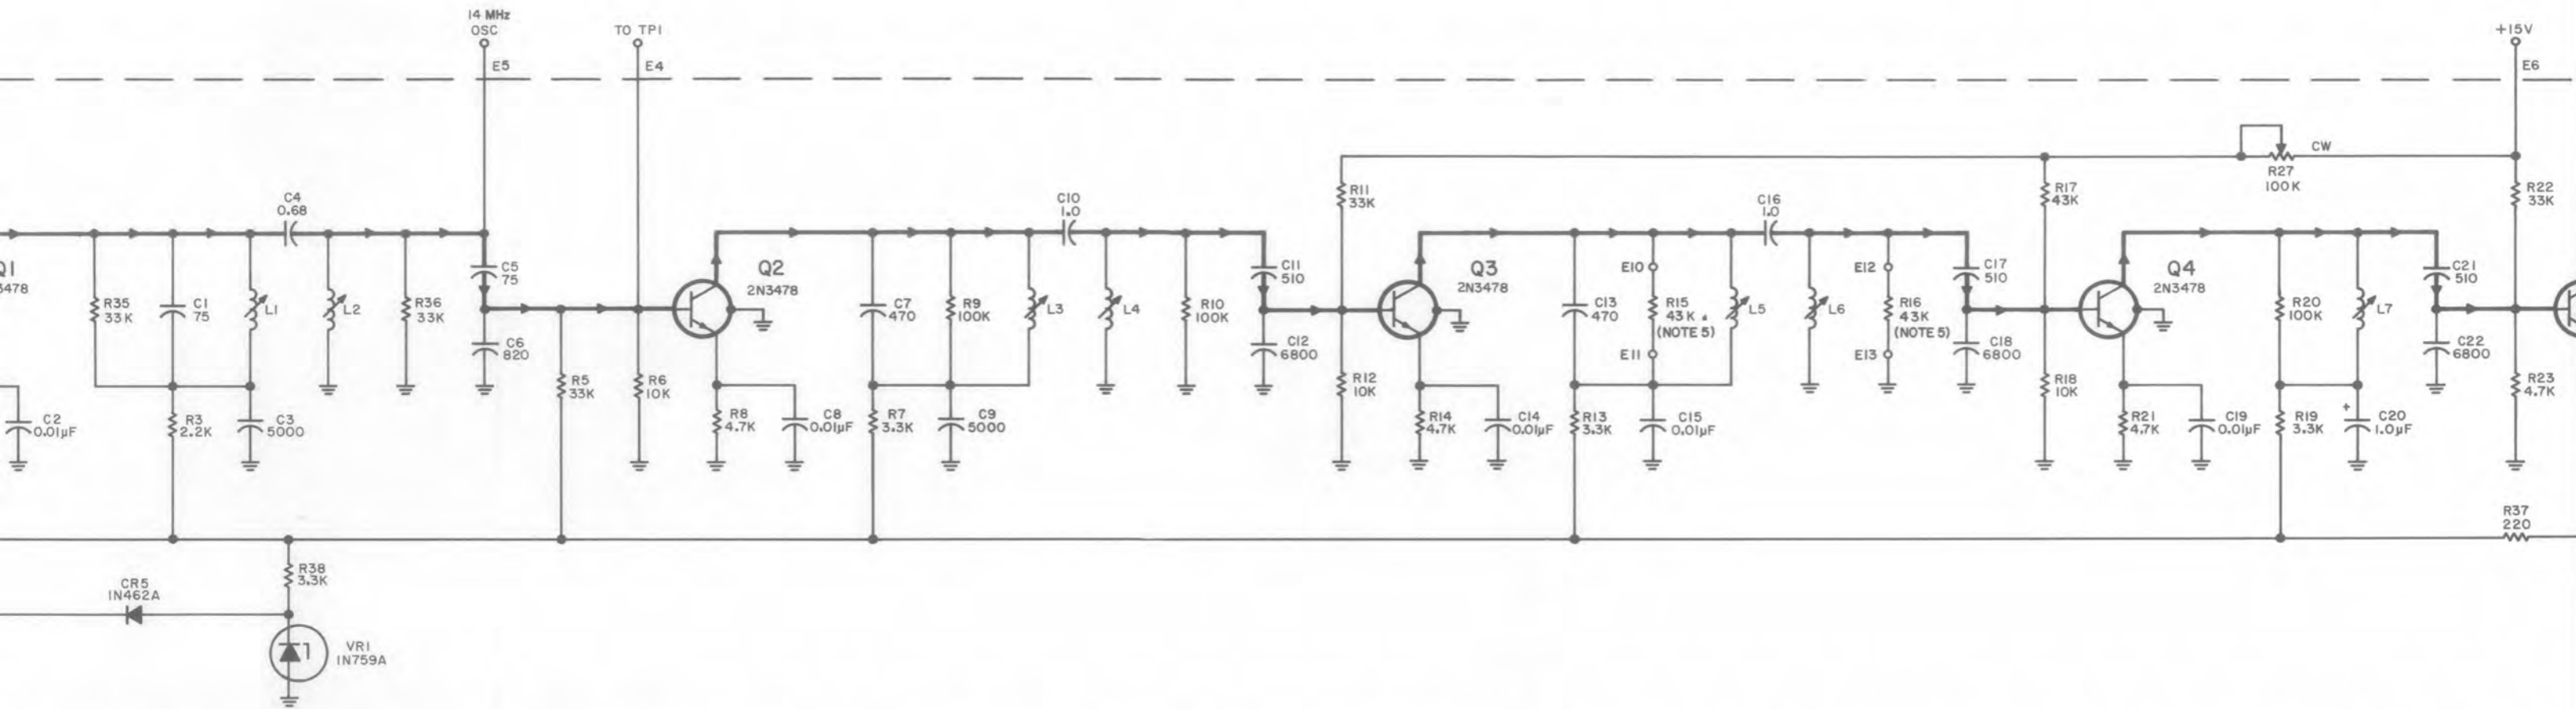 14 MHz
OSC
E5
TO TP1
E4
+15V
E6
CW
R27
100K
C4
0.68
C10
1.0
R11
33K
C16
1.0
R17
43K
R22
33K
Q1
3478
R35
33K
C1
75
L1
L2
R36
33K
C5
75
C6
820
Q2
2N3478
C7
470
R9
100K
L3
L4
R10
100K
C11
510
C12
6800
Q3
2N3478
C13
470
E10
R15
43K
(NOTE 5)
E11
L5
L6
E12
R16
43K
(NOTE 5)
E13
C17
510
C18
6800
Q4
2N3478
R20
100K
L7
C21
510
C22
6800
C2
0.01µF
R3
2.2K
C3
5000
R5
33K
R6
10K
R8
4.7K
C8
0.01µF
R7
3.3K
C9
5000
R12
10K
R14
4.7K
C14
0.01µF
R13
3.3K
C15
0.01µF
R18
10K
R21
4.7K
C19
0.01µF
R19
3.3K
+
C20
1.0µF
R23
4.7K
R37
220
R38
3.3K
CR5
1N462A
VR1
1N759A